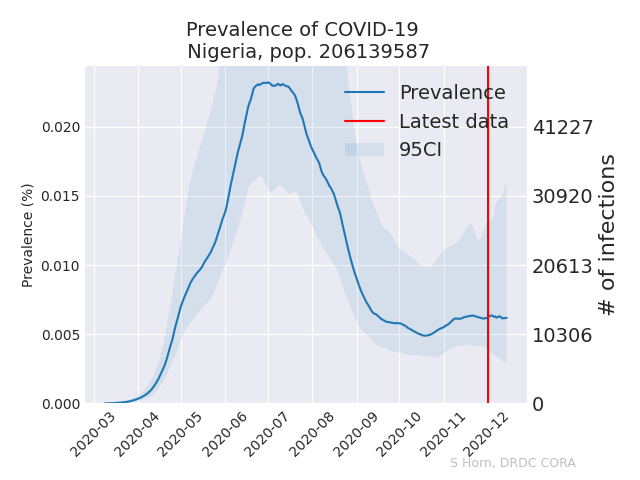 Prevalence of COVID-19
Nigeria, pop. 206139587
Prevalence
Latest data
95CI
Prevalence (%)
0.020
0.015
0.010
0.005
0.000
41227
30920
20613
10306
0
# of infections
2020-03
2020-04
2020-05
2020-06
2020-07
2020-08
2020-09
2020-10
2020-11
2020-12
S Horn, DRDC CORA